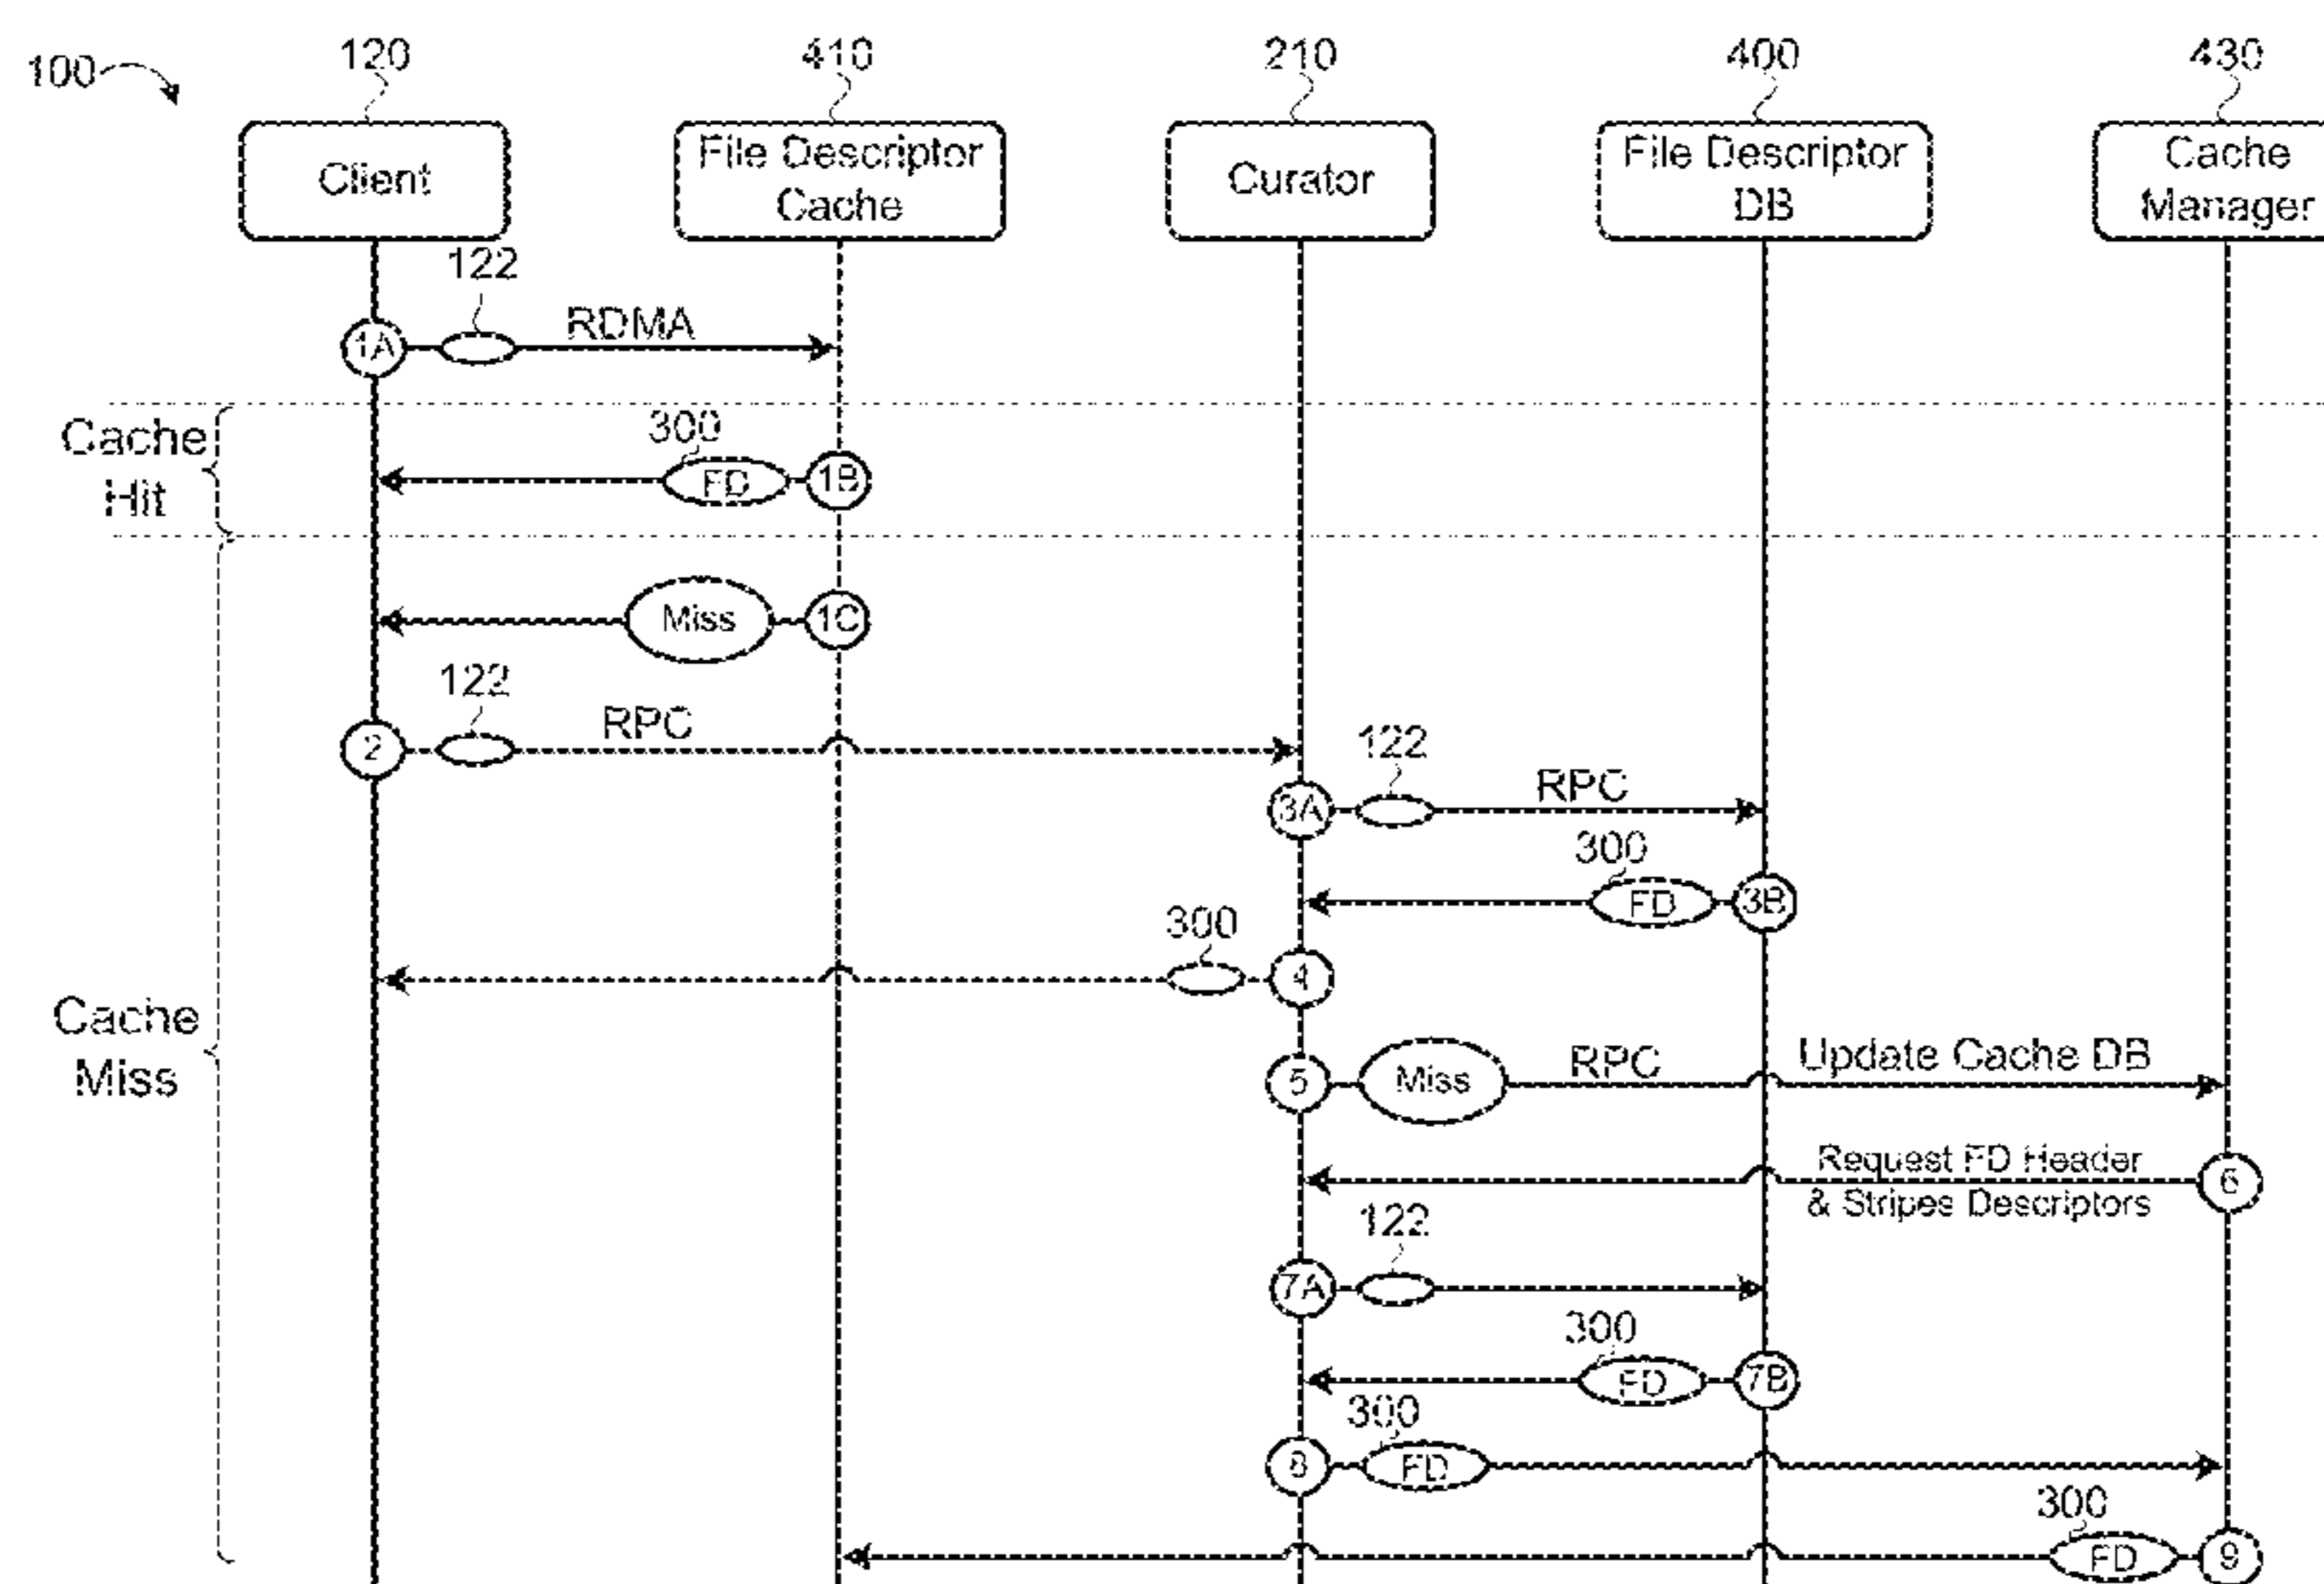 100
120
410
210
400
430
Client
File Descriptor
Cache
Curator
File Descriptor
DB
Cache
Manager
122
1A
RDMA
Cache
Hit
300
FD
1B
Miss
1C
122
2
RPC
122
3A
RPC
300
FD
3B
300
4
Cache
Miss
5
Miss
RPC
Update Cache DB
Request FD Header
& Stripes Descriptors
6
122
7A
300
FD
7B
300
8
FD
300
FD
9